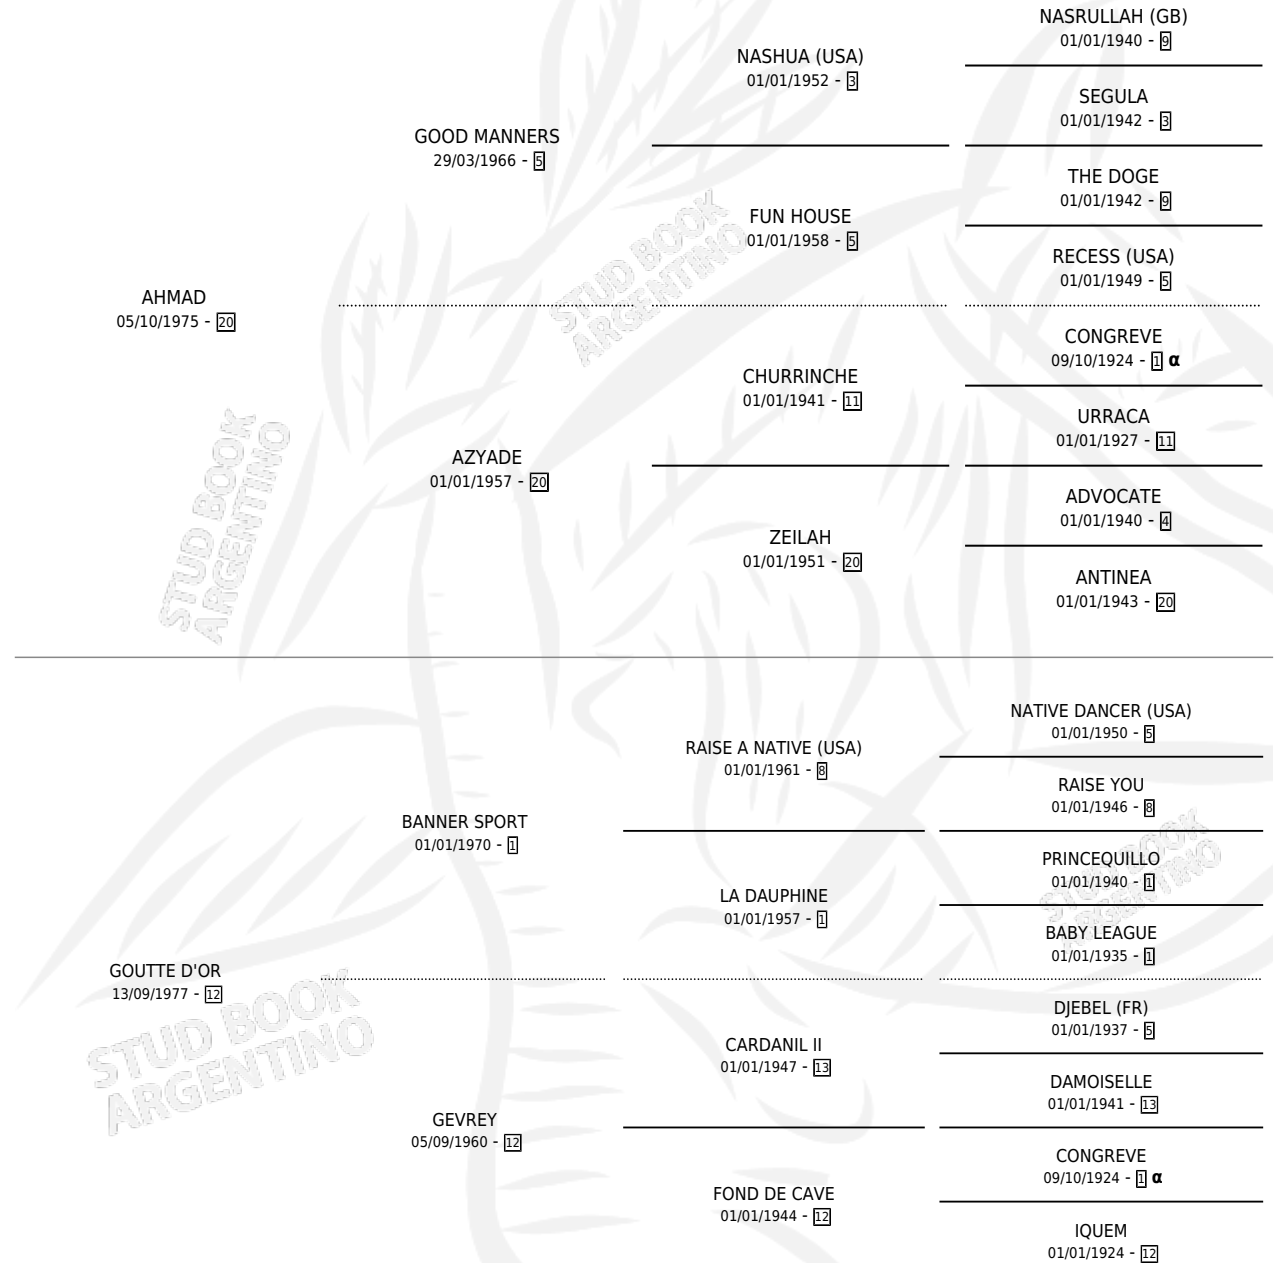 NASRULLAH (GB)
01/01/1940 - 9
NASHUA (USA)
01/01/1952 - 3
SEGULA
01/01/1942 - 3
GOOD MANNERS
29/03/1966 - 5
THE DOGE
01/01/1942 - 9
FUN HOUSE
01/01/1958 - 5
RECESS (USA)
01/01/1949 - 5
AHMAD
05/10/1975 - 20
CONGREVE
09/10/1924 - 1 α
CHURRINCHE
01/01/1941 - 11
URRACA
01/01/1927 - 11
AZYADE
01/01/1957 - 20
ADVOCATE
01/01/1940 - 4
ZEILAH
01/01/1951 - 20
ANTINEA
01/01/1943 - 20
NATIVE DANCER (USA)
01/01/1950 - 5
RAISE A NATIVE (USA)
01/01/1961 - 8
RAISE YOU
01/01/1946 - 8
BANNER SPORT
01/01/1970 - 1
PRINCEQUILLO
01/01/1940 - 1
LA DAUPHINE
01/01/1957 - 1
BABY LEAGUE
01/01/1935 - 1
GOUTTE D'OR
13/09/1977 - 12
DJEBEL (FR)
01/01/1937 - 5
CARDANIL II
01/01/1947 - 13
DAMOISELLE
01/01/1941 - 13
GEVREY
05/09/1960 - 12
CONGREVE
09/10/1924 - 1 α
FOND DE CAVE
01/01/1944 - 12
IQUEM
01/01/1924 - 12
STUD BOOK
ARGENTINO
STUD BOOK
ARGENTINO
STUD BOOK
ARGENTINO
STUD BOOK
ARGENTINO